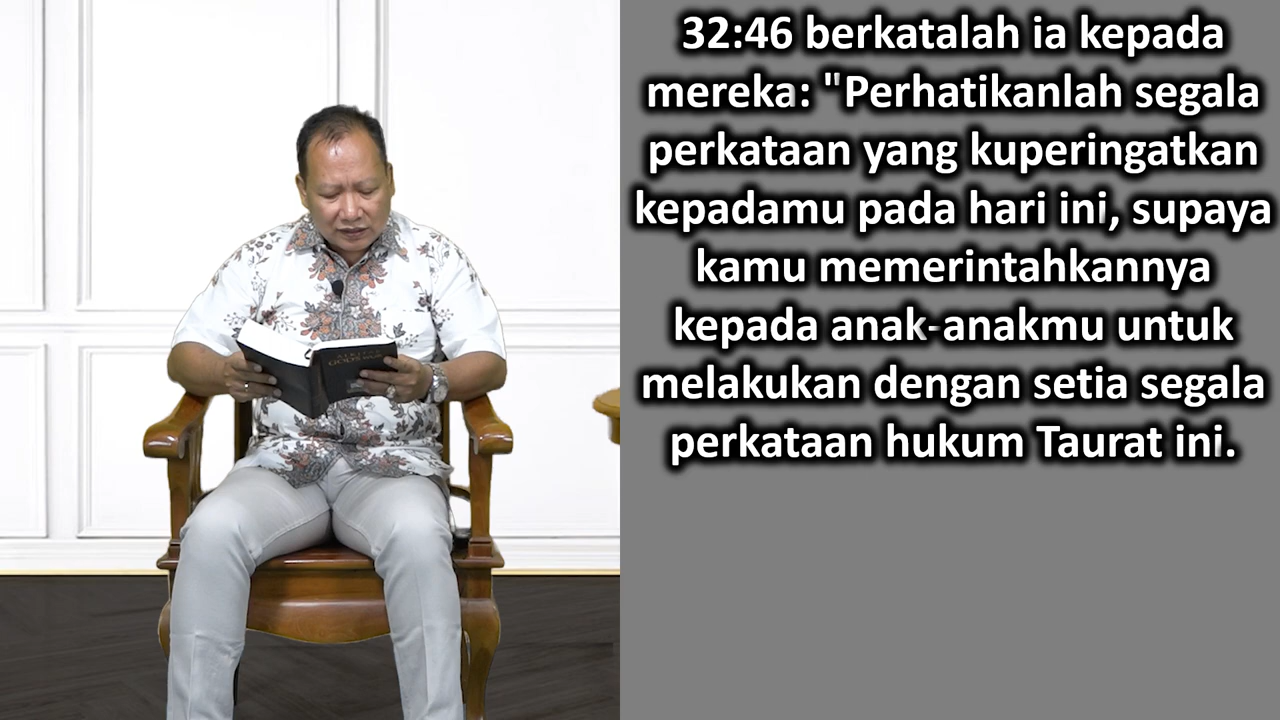 32:46 berkatalah ia kepada
mereka: "Perhatikanlah segala
perkataan yang kuperingatkan
kepadamu pada hari ini, supaya
kamu memerintahkannya
kepada anak-anakmu untuk
melakukan dengan setia segala
perkataan hukum Taurat ini.
ALKITAB